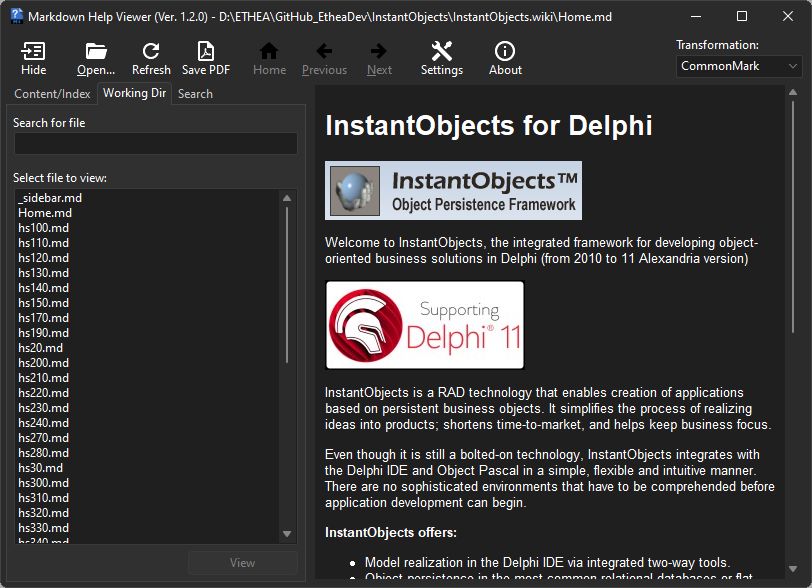 Markdown Help Viewer (Ver. 1.2.0) - D:\ETHEA\GitHub_EtheaDev\InstantObjects\InstantObjects.wiki\Home.md
Hide Open... Refresh Save PDF Home Previous Next Settings About
Transformation:
CommonMark
Content/Index Working Dir Search
Search for file
Select file to view:
_sidebar.md
Home.md
hs100.md
hs110.md
hs120.md
hs130.md
hs140.md
hs150.md
hs170.md
hs190.md
hs20.md
hs200.md
hs210.md
hs220.md
hs230.md
hs240.md
hs270.md
hs280.md
hs30.md
hs300.md
hs310.md
hs320.md
hs330.md
hs340.md
View
InstantObjects for Delphi
InstantObjects™
Object Persistence Framework
Welcome to InstantObjects, the integrated framework for developing object-
oriented business solutions in Delphi (from 2010 to 11 Alexandria version)
Supporting
Delphi® 11
InstantObjects is a RAD technology that enables creation of applications
based on persistent business objects. It simplifies the process of realizing
ideas into products; shortens time-to-market, and helps keep business focus.
Even though it is still a bolted-on technology, InstantObjects integrates with
the Delphi IDE and Object Pascal in a simple, flexible and intuitive manner.
There are no sophisticated environments that have to be comprehended before
application development can begin.
InstantObjects offers:
• Model realization in the Delphi IDE via integrated two-way tools.
• Object persistence in the most common relational databases or flat